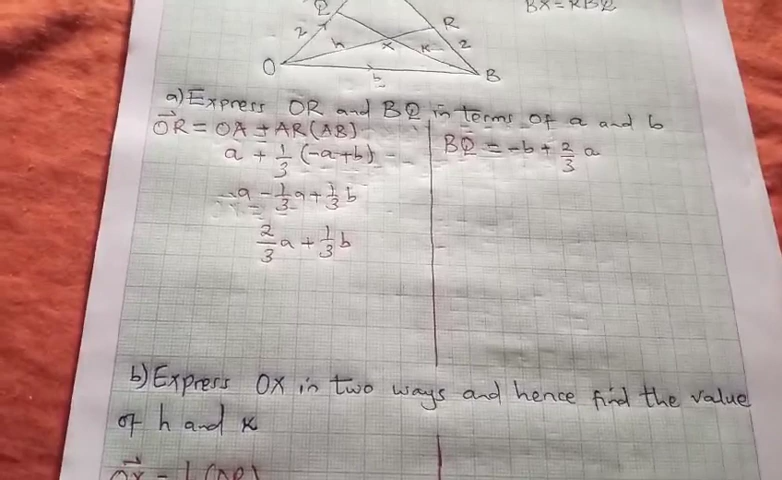 BX = KBQ
Q
R
2
h
x
K
2
O
b
B
a) Express OR and BQ in terms of a and b
OR = OA + AR(AB)
BQ = -b + 2/3 a
a + 1/3 (-a+b)
a - 1/3 a + 1/3 b
2/3 a + 1/3 b
b) Express OX in two ways and hence find the value
of h and k